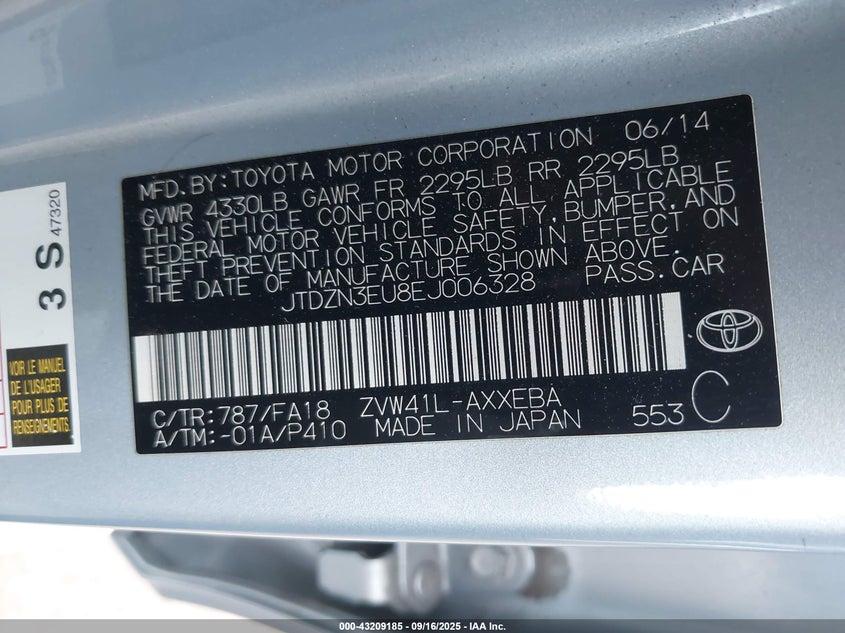 MFD. BY: TOYOTA MOTOR CORPORATION 06/14
GVWR 4330LB GAWR FR 2295LB RR 2295LB
THIS VEHICLE CONFORMS TO ALL APPLICABLE
FEDERAL MOTOR VEHICLE SAFETY, BUMPER, AND
THEFT PREVENTION STANDARDS IN EFFECT ON
THE DATE OF MANUFACTURE SHOWN ABOVE.
JTDZN3EU8EJ006328 PASS. CAR
C/TR: 787/FA18 ZVW41L-AXXEBA
A/TM: -01A/P410 MADE IN JAPAN 553 C
3 S 47320
VOIR LE MANUEL
DE L'USAGER
POUR PLUS DE
RENSEIGNEMENTS
000-43209185 - 09/16/2025 - IAA Inc.